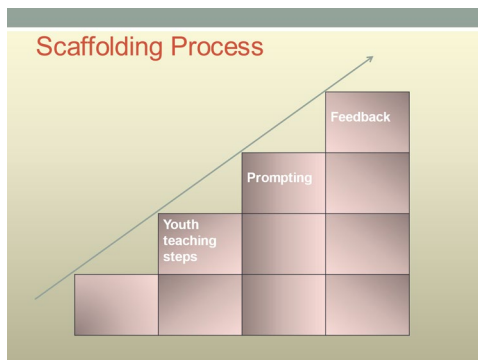 Scaffolding Process
Feedback
Prompting
Youth
teaching
steps